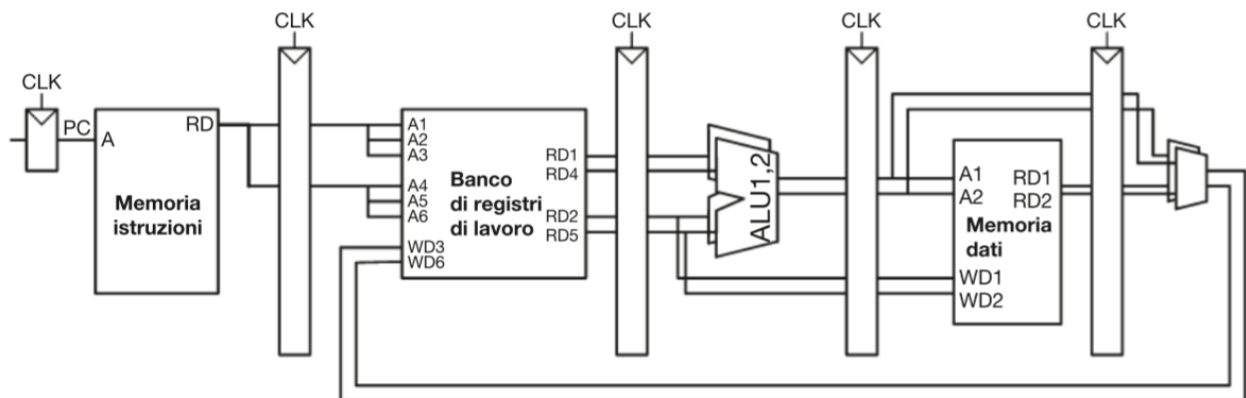 CLK
CLK
CLK
CLK
CLK
PC
A
RD
Memoria
istruzioni
A1
A2
A3
A4
A5
A6
WD3
WD6
Banco
di registri
di lavoro
RD1
RD4
RD2
RD5
ALU1,2
A1
A2
RD1
RD2
Memoria
dati
WD1
WD2